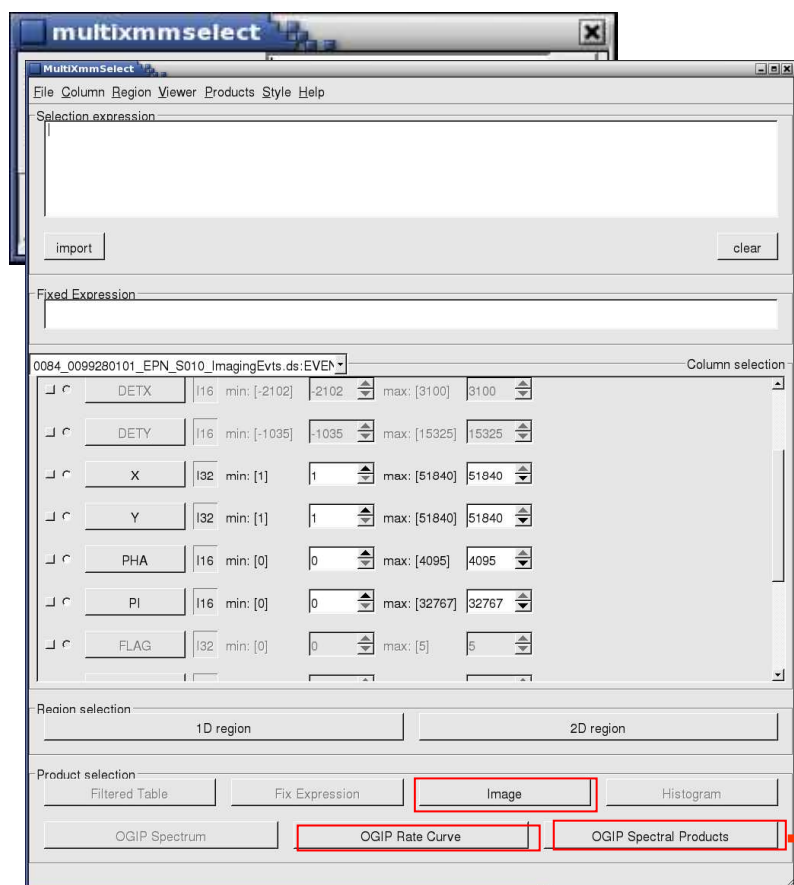 multixmmselect
MultiXmmSelect
File Column Region Viewer Products Style Help
Selection expression
import clear
Fixed Expression
0084_0099280101_EPN_S010_ImagingEvts.ds:EVEN Column selection
DETX I16 min: [-2102] -2102 max: [3100] 3100
DETY I16 min: [-1035] -1035 max: [15325] 15325
X I32 min: [1] 1 max: [51840] 51840
Y I32 min: [1] 1 max: [51840] 51840
PHA I16 min: [0] 0 max: [4095] 4095
PI I16 min: [0] 0 max: [32767] 32767
FLAG I32 min: [0] 0 max: [5] 5
Region selection
1D region 2D region
Product selection
Filtered Table Fix Expression Image Histogram
OGIP Spectrum OGIP Rate Curve OGIP Spectral Products